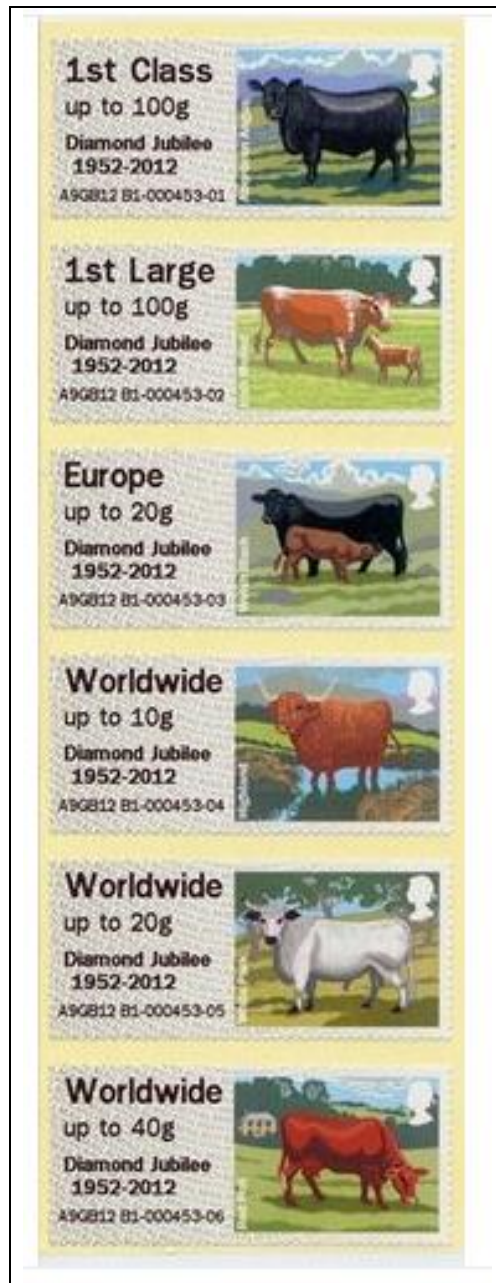 1st Class
up to 100g
Diamond Jubilee
1952-2012
A9GB12 B1-000453-01
1st Large
up to 100g
Diamond Jubilee
1952-2012
A9GB12 B1-000453-02
Europe
up to 20g
Diamond Jubilee
1952-2012
A9GB12 B1-000453-03
Worldwide
up to 10g
Diamond Jubilee
1952-2012
A9GB12 B1-000453-04
Highland
Worldwide
up to 20g
Diamond Jubilee
1952-2012
A9GB12 B1-000453-05
Worldwide
up to 40g
Diamond Jubilee
1952-2012
A9GB12 B1-000453-06